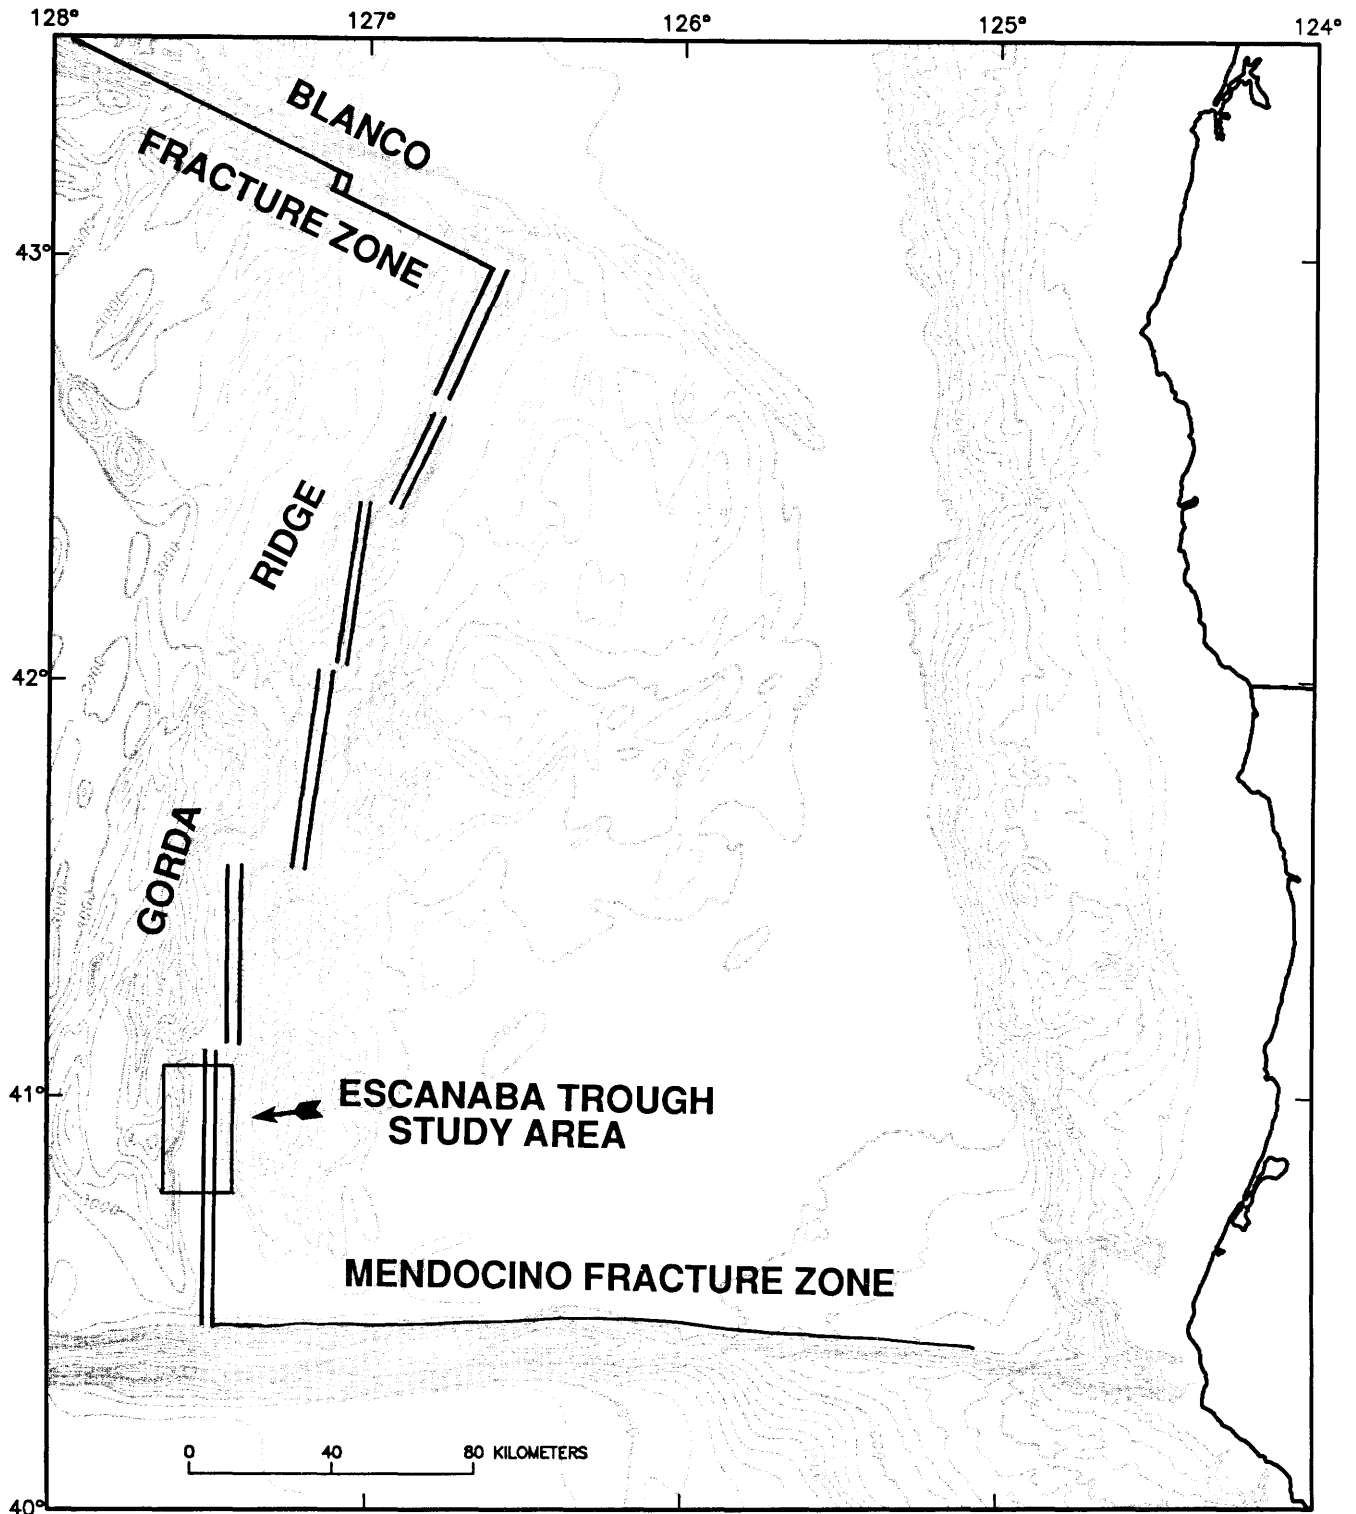 128° 127° 126° 125° 124°
BLANCO
FRACTURE ZONE
43°
RIDGE
42°
GORDA
41°
ESCANABA TROUGH
STUDY AREA
MENDOCINO FRACTURE ZONE
0 40 80 KILOMETERS
40°